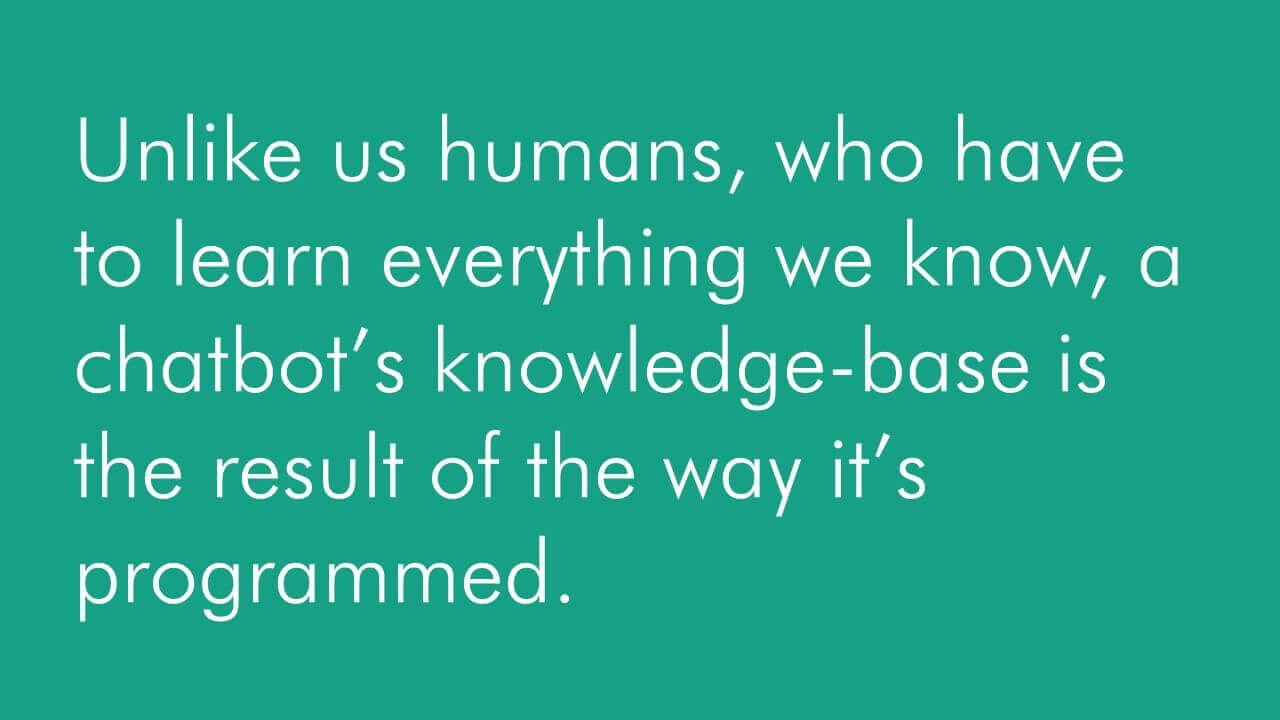 Unlike us humans, who have
to learn everything we know, a
chatbot’s knowledge-base is
the result of the way it’s
programmed.